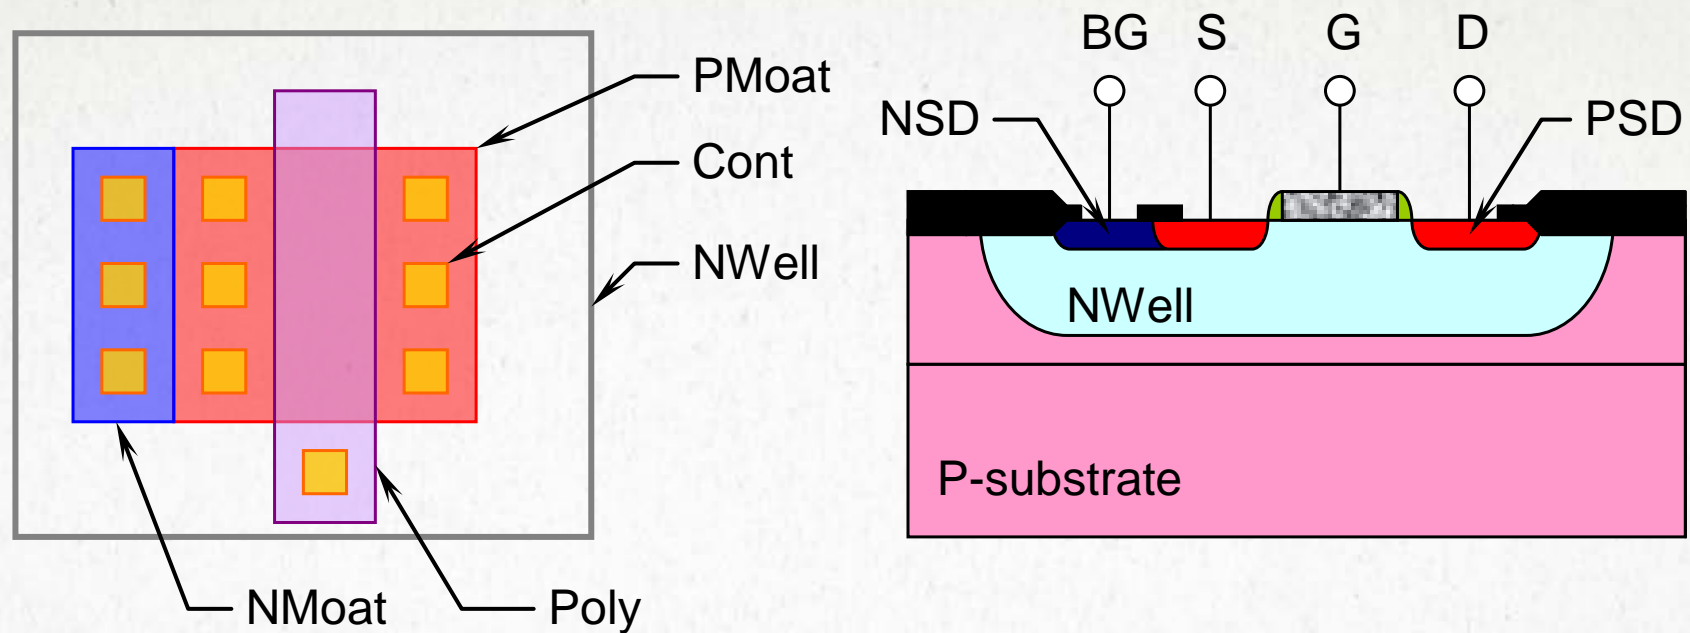 PMoat
Cont
NWell
NMoat
Poly
BG S G D
NSD
PSD
NWell
P-substrate